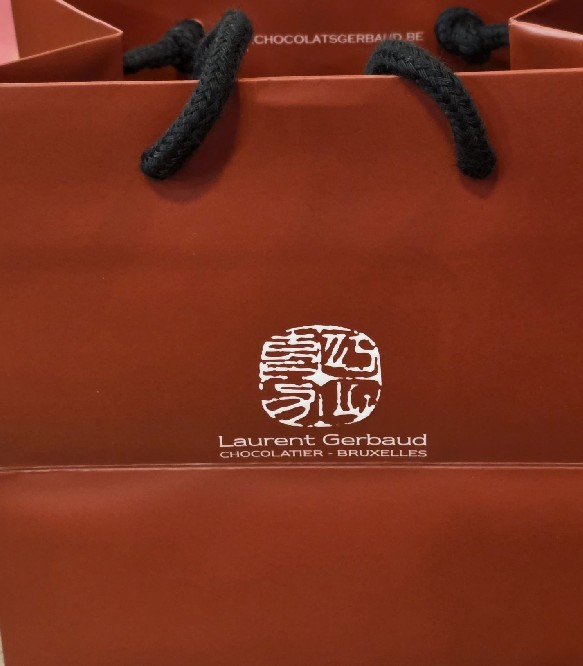 .CHOCOLATSGERBAUD.BE
Laurent Gerbaud
CHOCOLATIER - BRUXELLES